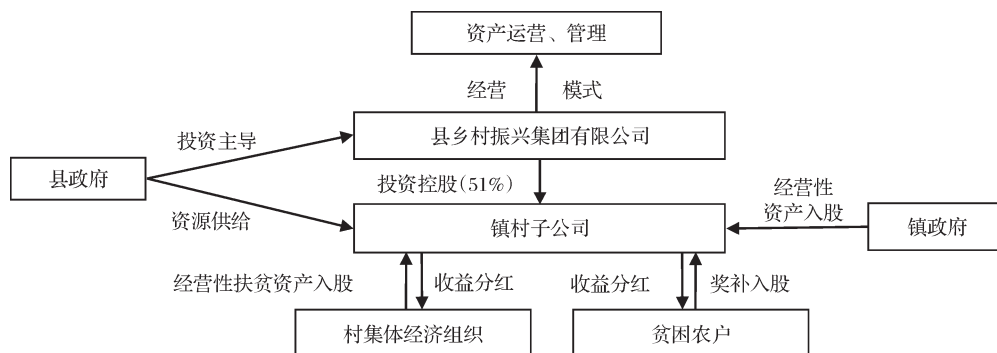 资产运营、管理
经营 模式
县乡村振兴集团有限公司
投资主导
县政府
投资控股(51%)
经营性
资产入股
资源供给
镇村子公司
镇政府
经营性扶贫资产入股
收益分红
收益分红
奖补入股
村集体经济组织
贫困农户